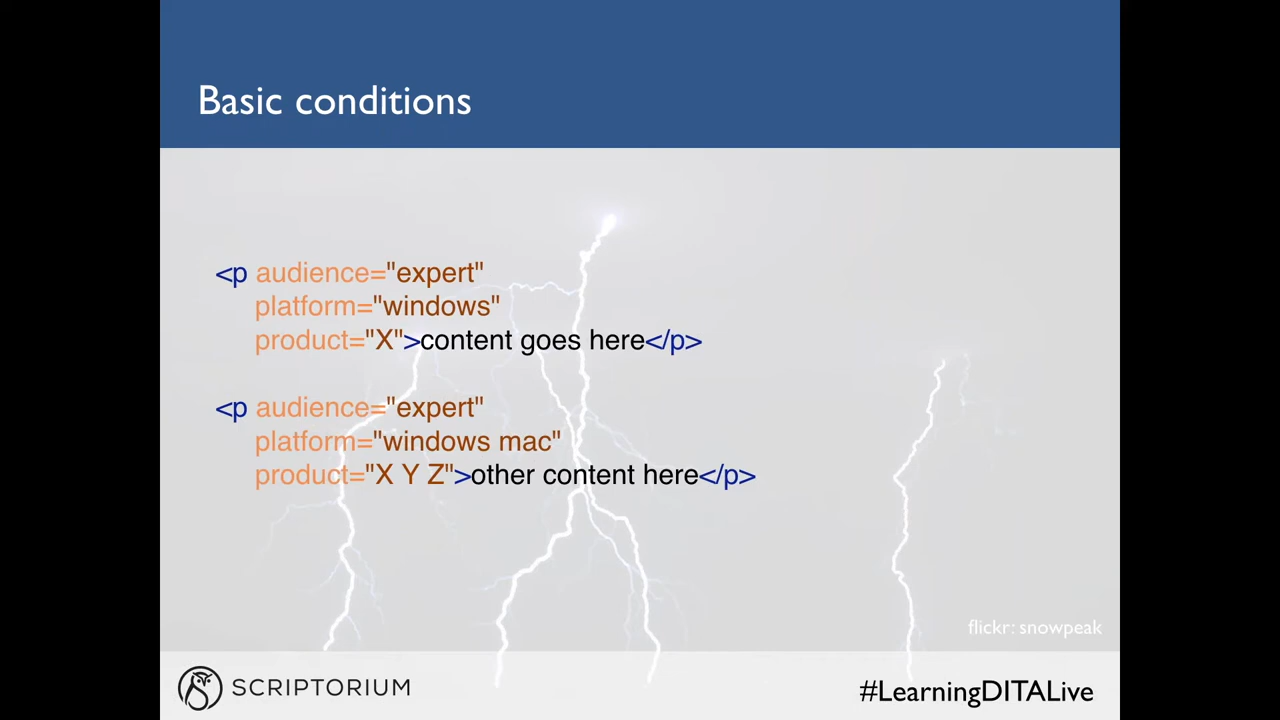 Basic conditions
<p audience="expert"
platform="windows"
product="X">content goes here</p>
<p audience="expert"
platform="windows mac"
product="X Y Z">other content here</p>
flickr: snowpeak
SCRIPTORIUM
#LearningDITALive